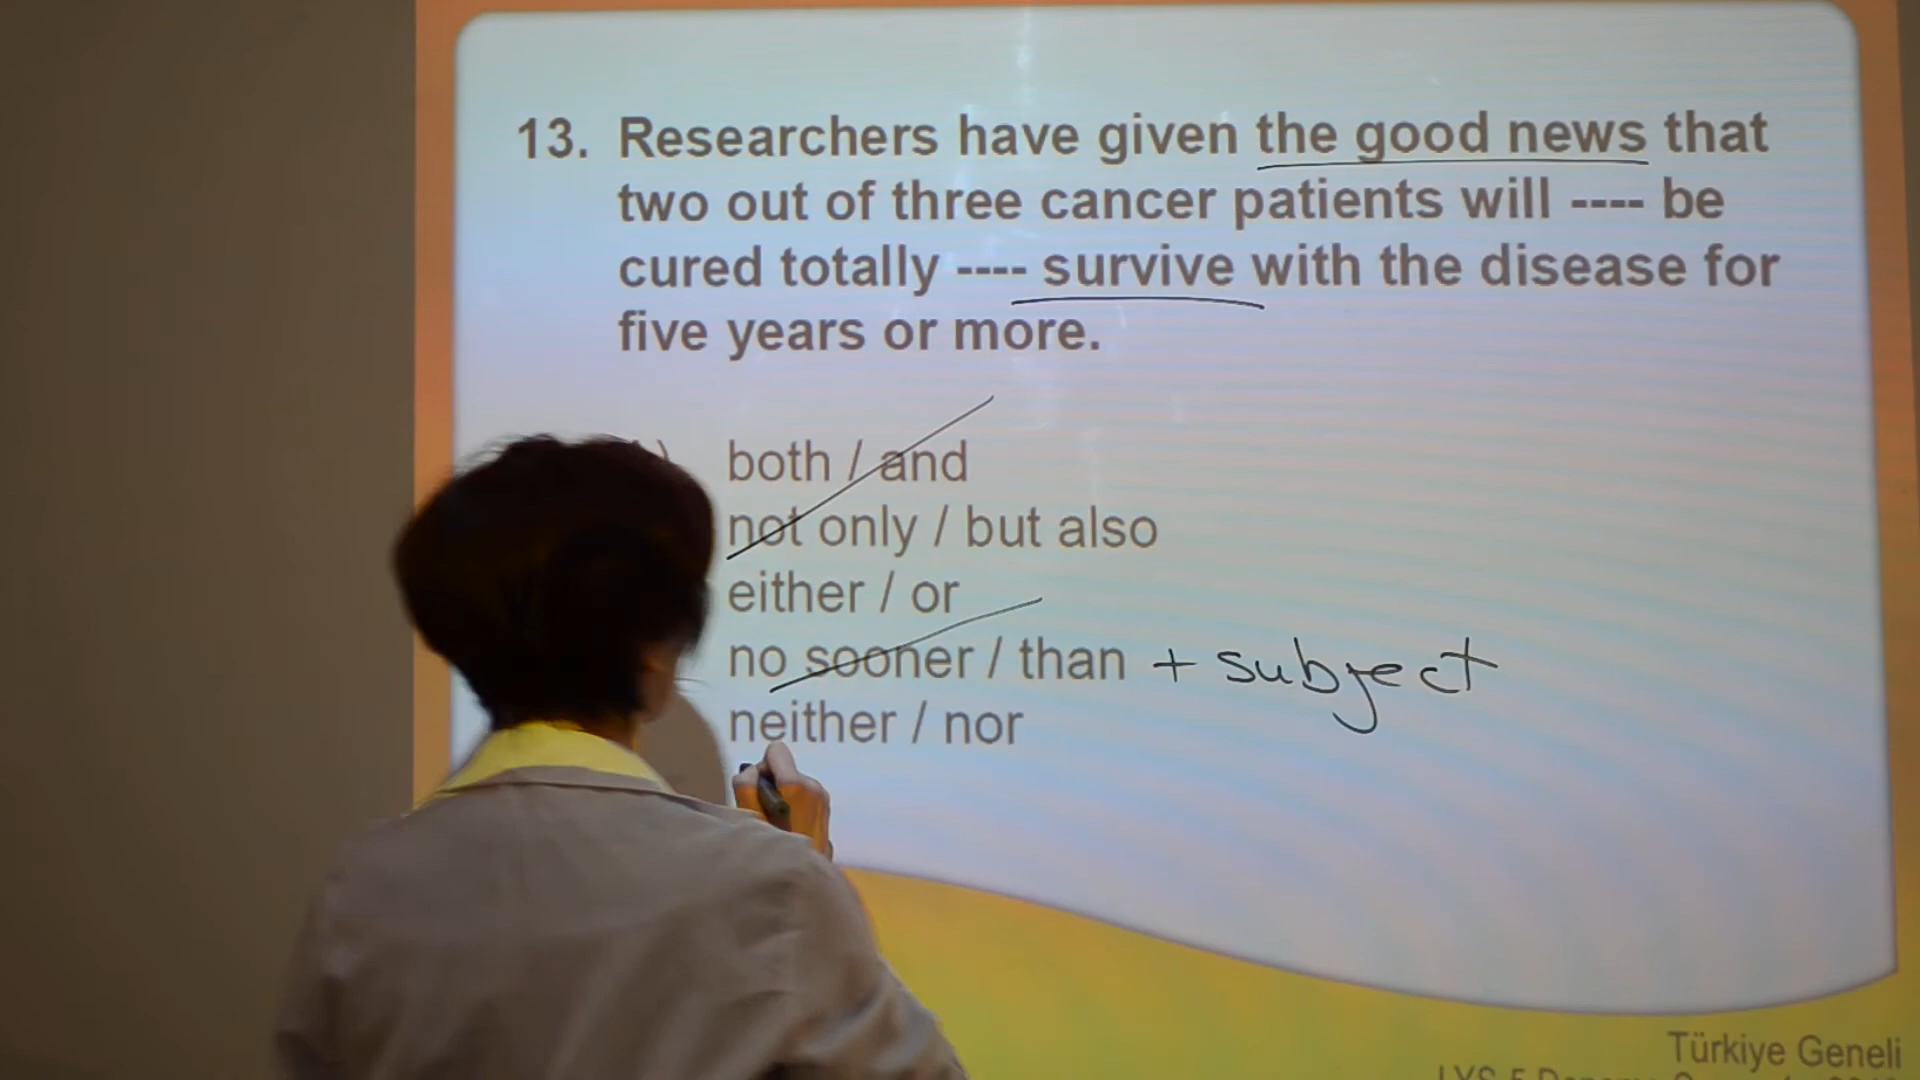 13. Researchers have given the good news that
two out of three cancer patients will ---- be
cured totally ---- survive with the disease for
five years or more.
both / and
not only / but also
either / or
no sooner / than + subject
neither / nor
Türkiye Geneli